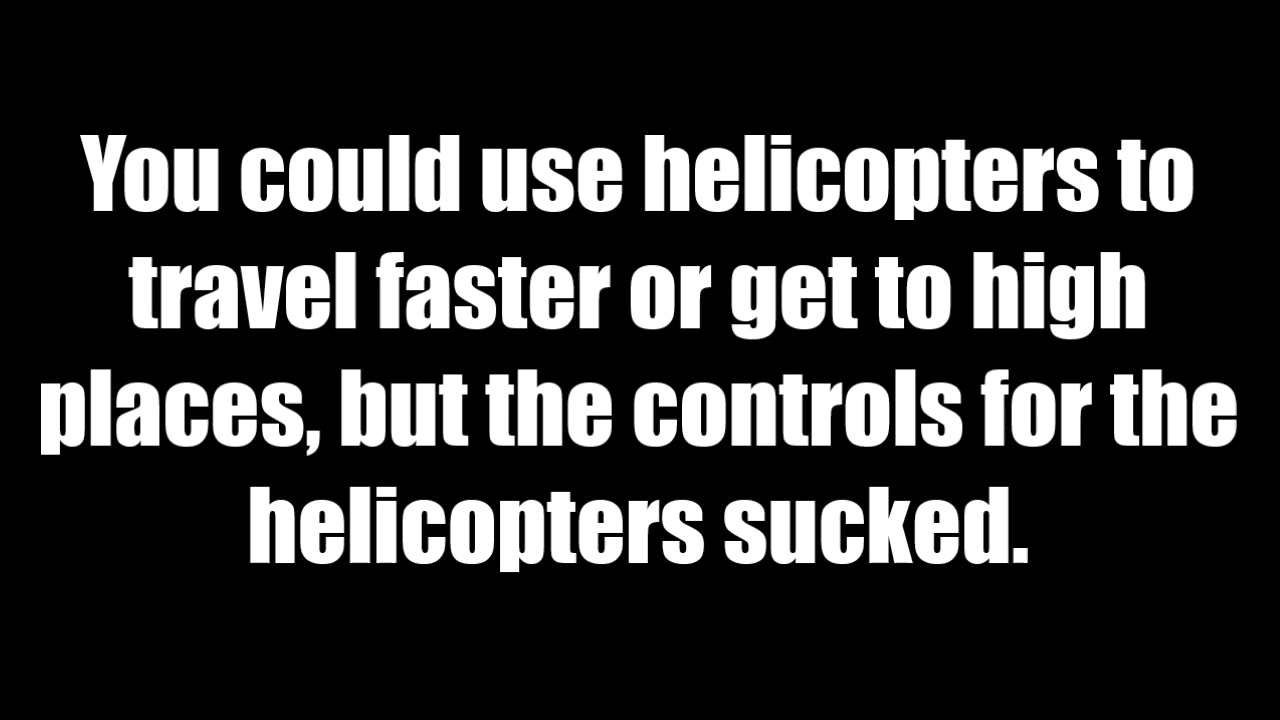 You could use helicopters to
travel faster or get to high
places, but the controls for the
helicopters sucked.